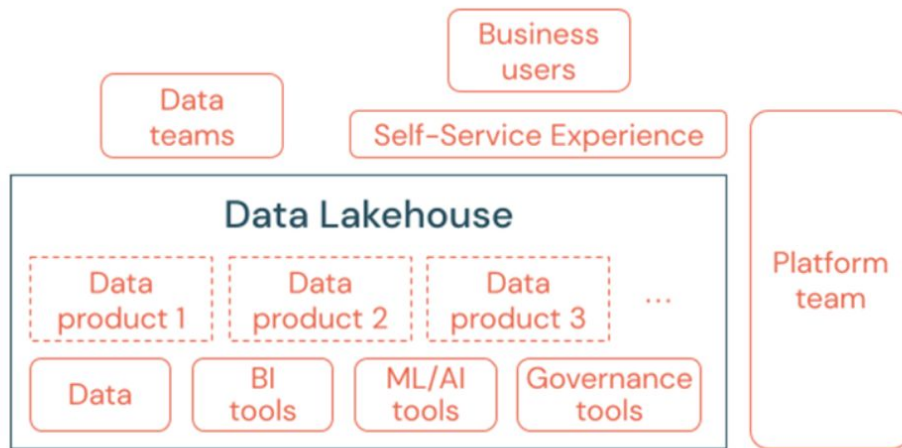 Business
users
Data
teams
Self-Service Experience
Data Lakehouse
Data
product 1
Data
product 2
Data
product 3
...
Platform
team
Data
BI
tools
ML/AI
tools
Governance
tools